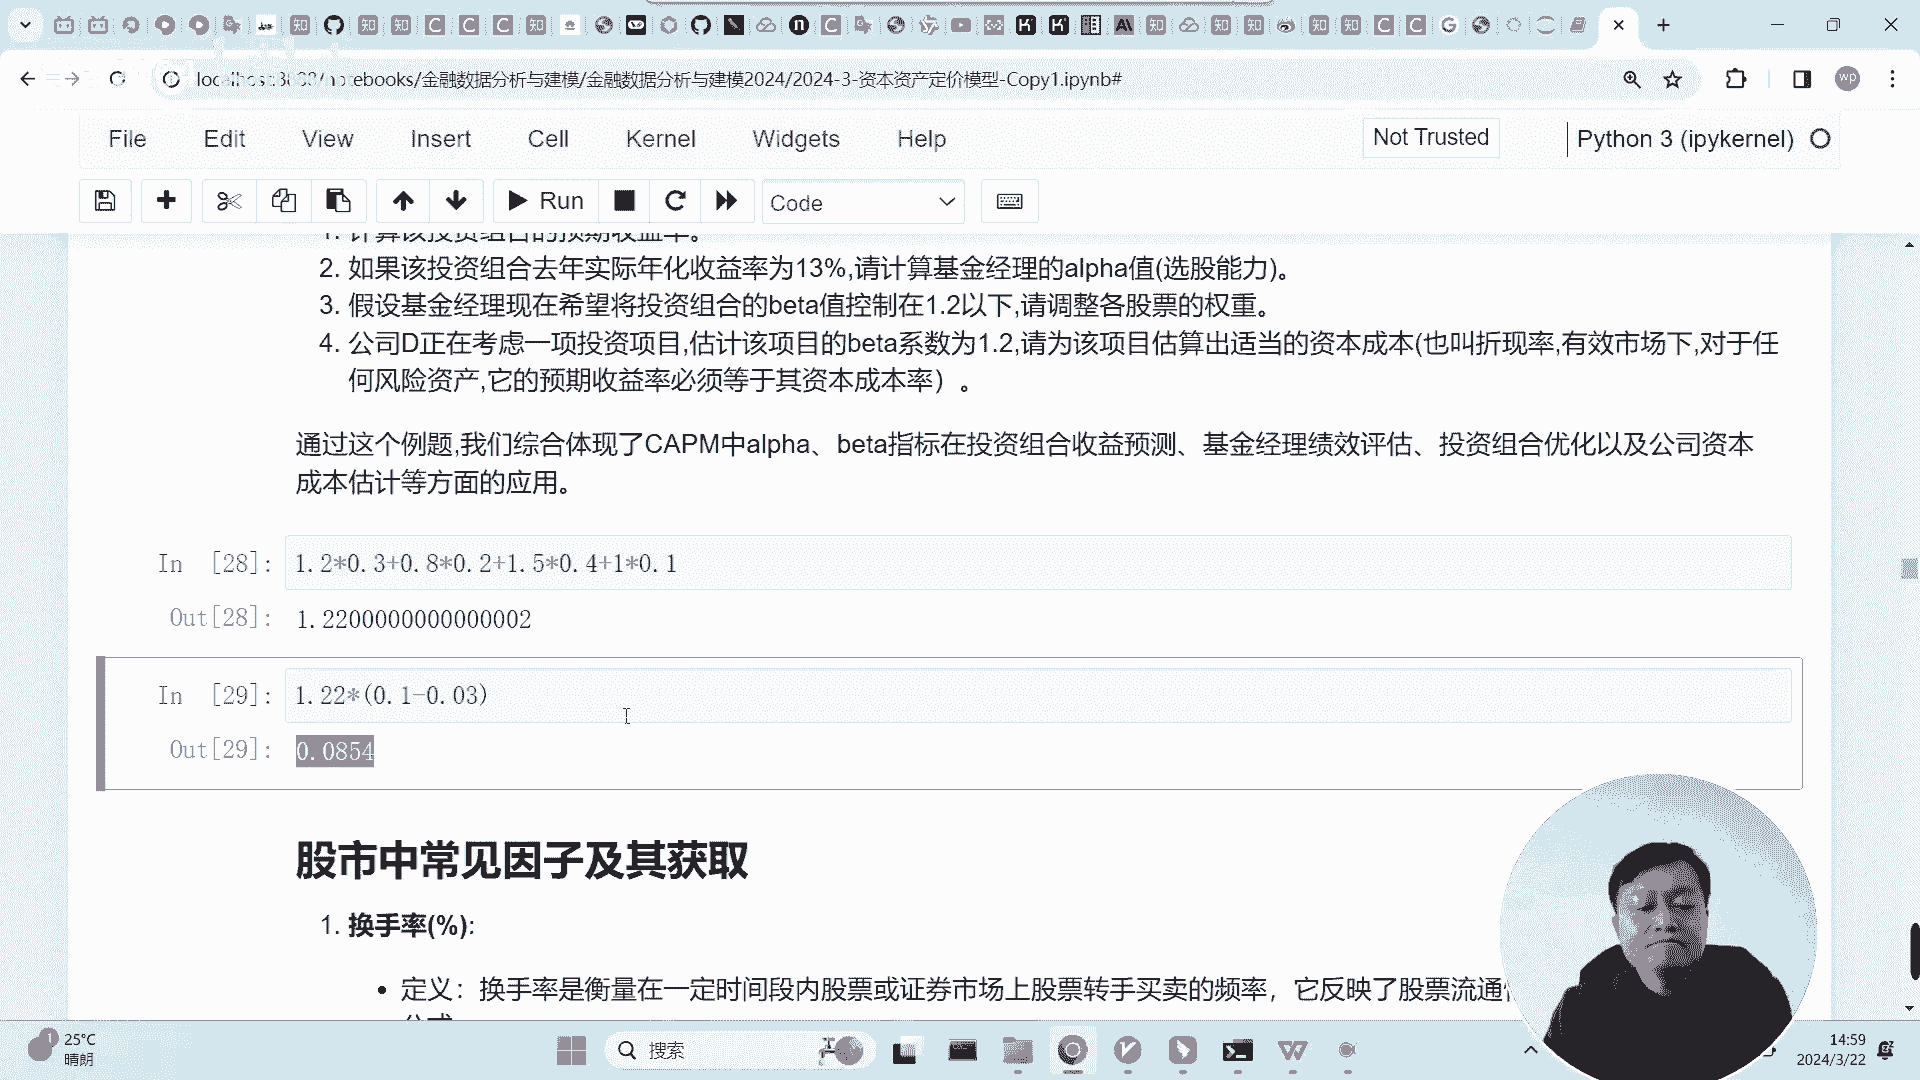 localhost:8888/notebooks/金融数据分析与建模/金融数据分析与建模2024/2024-3-资本资产定价模型-Copy1.ipynb#
wp
File Edit View Insert Cell Kernel Widgets Help
Not Trusted
Python 3 (ipykernel)
Run
Code
1. 计算该投资组合的预期收益率。
2. 如果该投资组合去年实际年化收益率为13%,请计算基金经理的alpha值(选股能力)。
3. 假设基金经理现在希望将投资组合的beta值控制在1.2以下,请调整各股票的权重。
4. 公司D正在考虑一项投资项目,估计该项目的beta系数为1.2,请为该项目估算出适当的资本成本(也叫折现率,有效市场下,对于任
何风险资产,它的预期收益率必须等于其资本成本率）。
通过这个例题,我们综合体现了CAPM中alpha、beta指标在投资组合收益预测、基金经理绩效评估、投资组合优化以及公司资本
成本估计等方面的应用。
In [28]: 1.2*0.3+0.8*0.2+1.5*0.4+1*0.1
Out[28]: 1.2200000000000002
In [29]: 1.22*(0.1-0.03)
Out[29]: 0.0854
股市中常见因子及其获取
1. 换手率(%):
• 定义：换手率是衡量在一定时间段内股票或证券市场上股票转手买卖的频率，它反映了股票流通
1
25°C
晴朗
搜索
14:59
2024/3/22